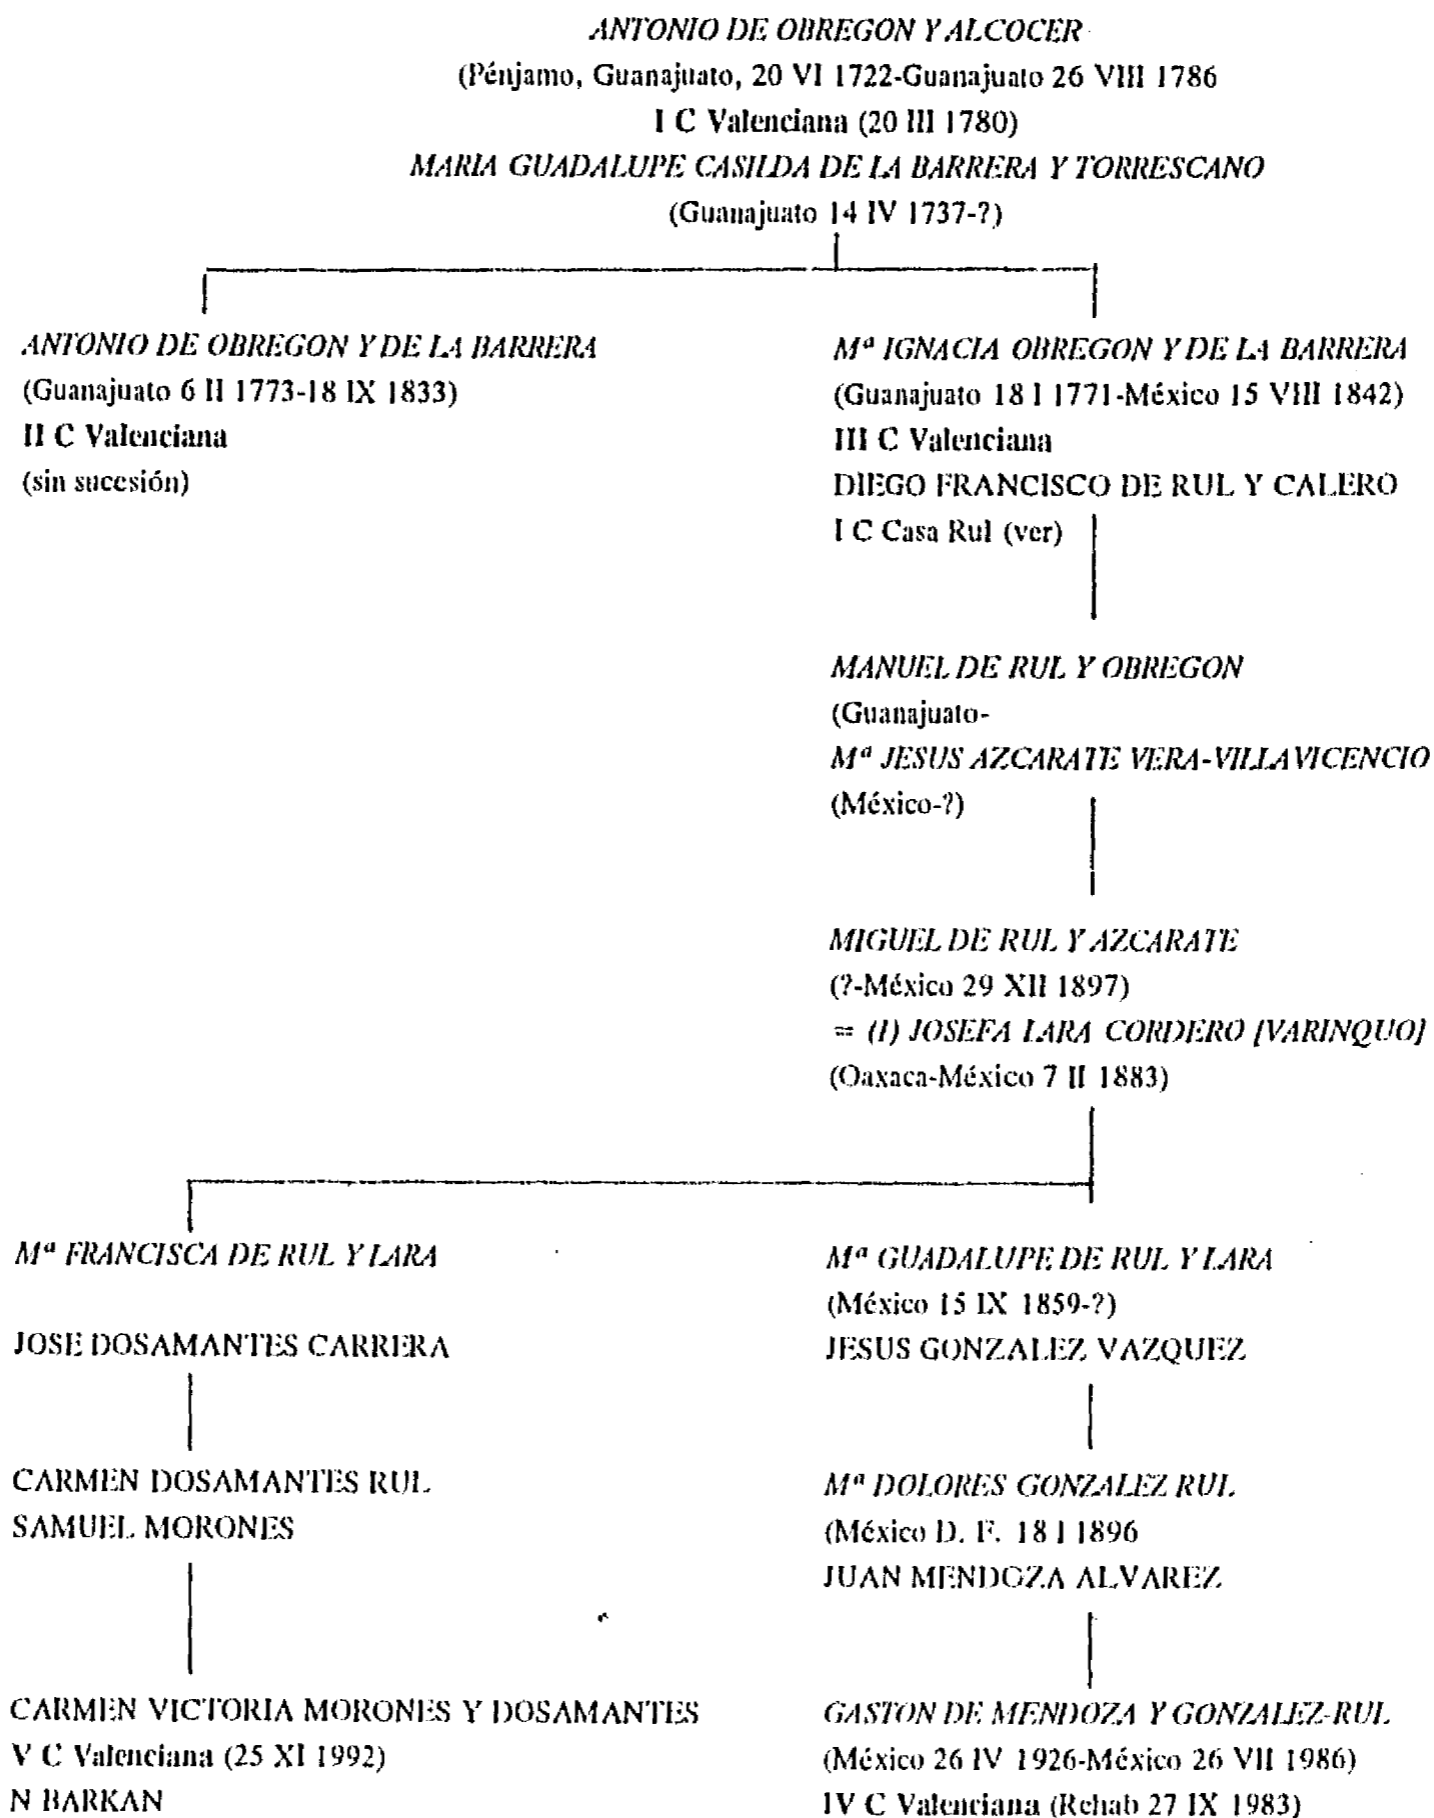 ANTONIO DE OBREGON Y ALCOCER
(Pénjamo, Guanajuato, 20 VI 1722-Guanajuato 26 VIII 1786
I C Valenciana (20 III 1780)
MARIA GUADALUPE CASILDA DE LA BARRERA Y TORRESCANO
(Guanajuato 14 IV 1737-?)
ANTONIO DE OBREGON Y DE LA BARRERA
(Guanajuato 6 II 1773-18 IX 1833)
II C Valenciana
(sin sucesión)
Mª IGNACIA OBREGON Y DE LA BARRERA
(Guanajuato 18 I 1771-México 15 VIII 1842)
III C Valenciana
DIEGO FRANCISCO DE RUL Y CALERO
I C Casa Rul (ver)
MANUEL DE RUL Y OBREGON
(Guanajuato-
Mª JESUS AZCARATE VERA-VILLAVICENCIO
(México-?)
MIGUEL DE RUL Y AZCARATE
(?-México 29 XII 1897)
= (I) JOSEFA LARA CORDERO [VARINQUO]
(Oaxaca-México 7 II 1883)
Mª FRANCISCA DE RUL Y LARA
JOSE DOSAMANTES CARRERA
CARMEN DOSAMANTES RUL
SAMUEL MORONES
CARMEN VICTORIA MORONES Y DOSAMANTES
V C Valenciana (25 XI 1992)
N BARKAN
Mª GUADALUPE DE RUL Y LARA
(México 15 IX 1859-?)
JESUS GONZALEZ VAZQUEZ
Mª DOLORES GONZALEZ RUL
(México D. F. 18 I 1896
JUAN MENDOZA ALVAREZ
GASTON DE MENDOZA Y GONZALEZ-RUL
(México 26 IV 1926-México 26 VII 1986)
IV C Valenciana (Rehab 27 IX 1983)